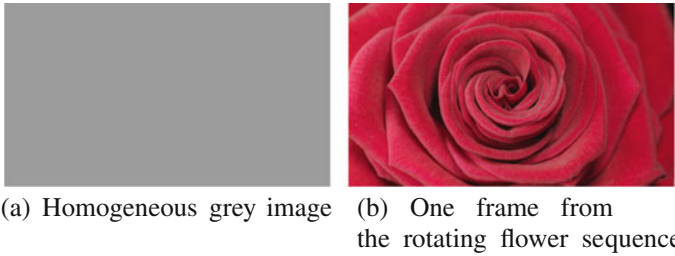 (a) Homogeneous grey image
(b) One frame from
the rotating flower sequence